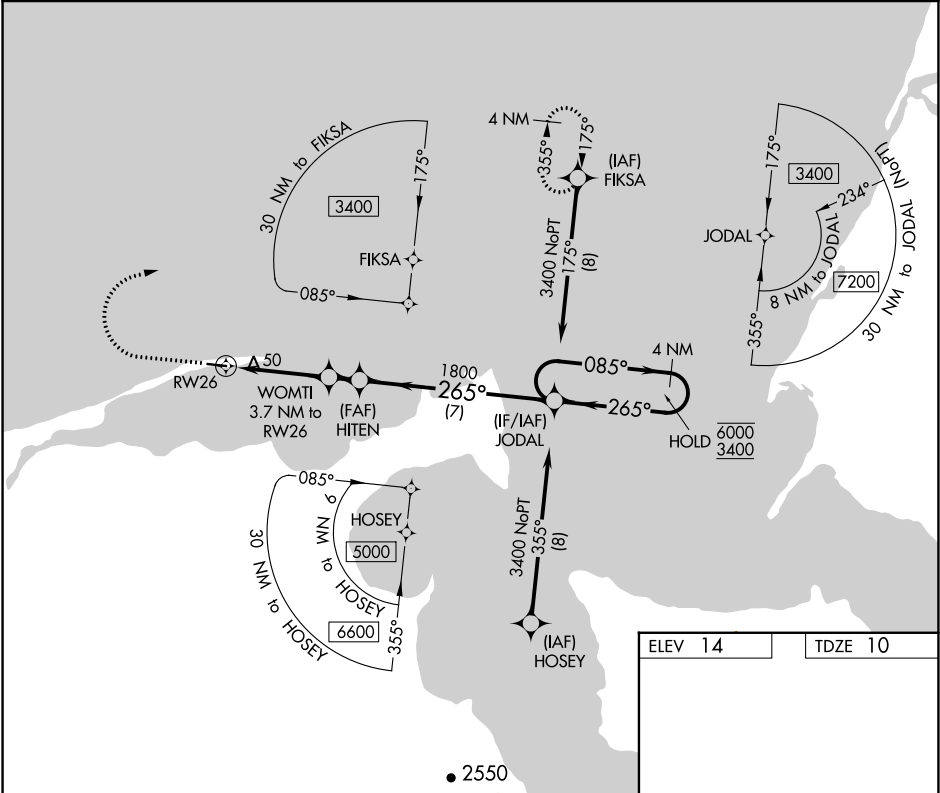 30 NM to FIKSA
175°
3400
FIKSA
085°
4 NM
355°
175°
(IAF)
FIKSA
3400 NoPT
175°
(8)
175°
3400
234°
JODAL
8 NM to JODAL
7200
355°
30 NM to JODAL (NoPT)
50
RW26
WOMTI
3.7 NM to
RW26
(FAF)
HITEN
1800
265°
(7)
(IF/IAF)
JODAL
085°
4 NM
265°
HOLD
6000
3400
085°
9 NM to HOSEY
HOSEY
5000
6600
355°
30 NM to HOSEY
3400 NoPT
355°
(8)
(IAF)
HOSEY
2550
ELEV 14
TDZE 10